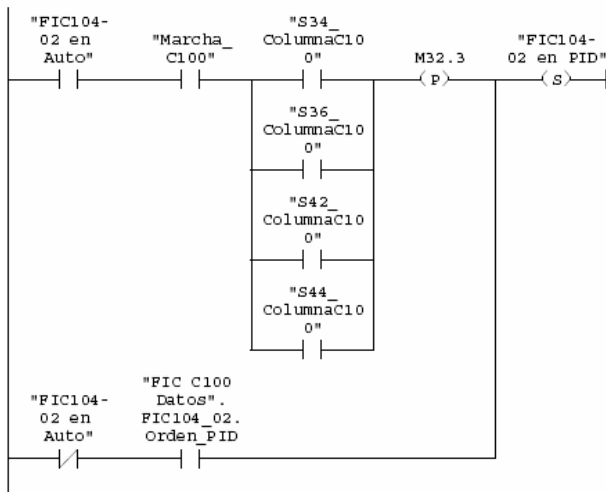 "FIC104-
02 en
Auto"
"Marcha_
C100"
"S34_
ColumnaC10
0"
M32.3
(P)
"FIC104-
02 en PID"
(S)
"S36_
ColumnaC10
0"
"S42_
ColumnaC10
0"
"S44_
ColumnaC10
0"
"FIC104-
02 en
Auto"
"FIC C100
Datos".
FIC104_02.
Orden_PID